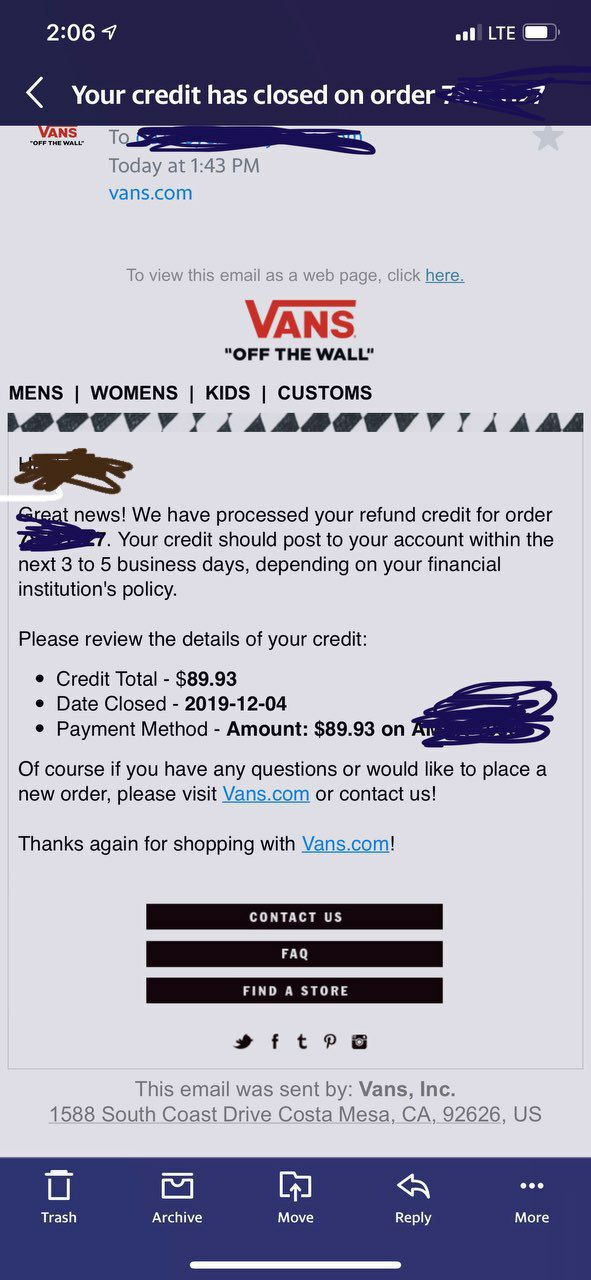 2:06
LTE
Your credit has closed on order
VANS
"OFF THE WALL"
To
Today at 1:43 PM
vans.com
To view this email as a web page, click here.
VANS
"OFF THE WALL"
MENS | WOMENS | KIDS | CUSTOMS
Great news! We have processed your refund credit for order
7. Your credit should post to your account within the
next 3 to 5 business days, depending on your financial
institution's policy.
Please review the details of your credit:
• Credit Total - $89.93
• Date Closed - 2019-12-04
• Payment Method - Amount: $89.93 on
Of course if you have any questions or would like to place a
new order, please visit Vans.com or contact us!
Thanks again for shopping with Vans.com!
CONTACT US
FAQ
FIND A STORE
This email was sent by: Vans, Inc.
1588 South Coast Drive Costa Mesa, CA, 92626, US
Trash
Archive
Move
Reply
More